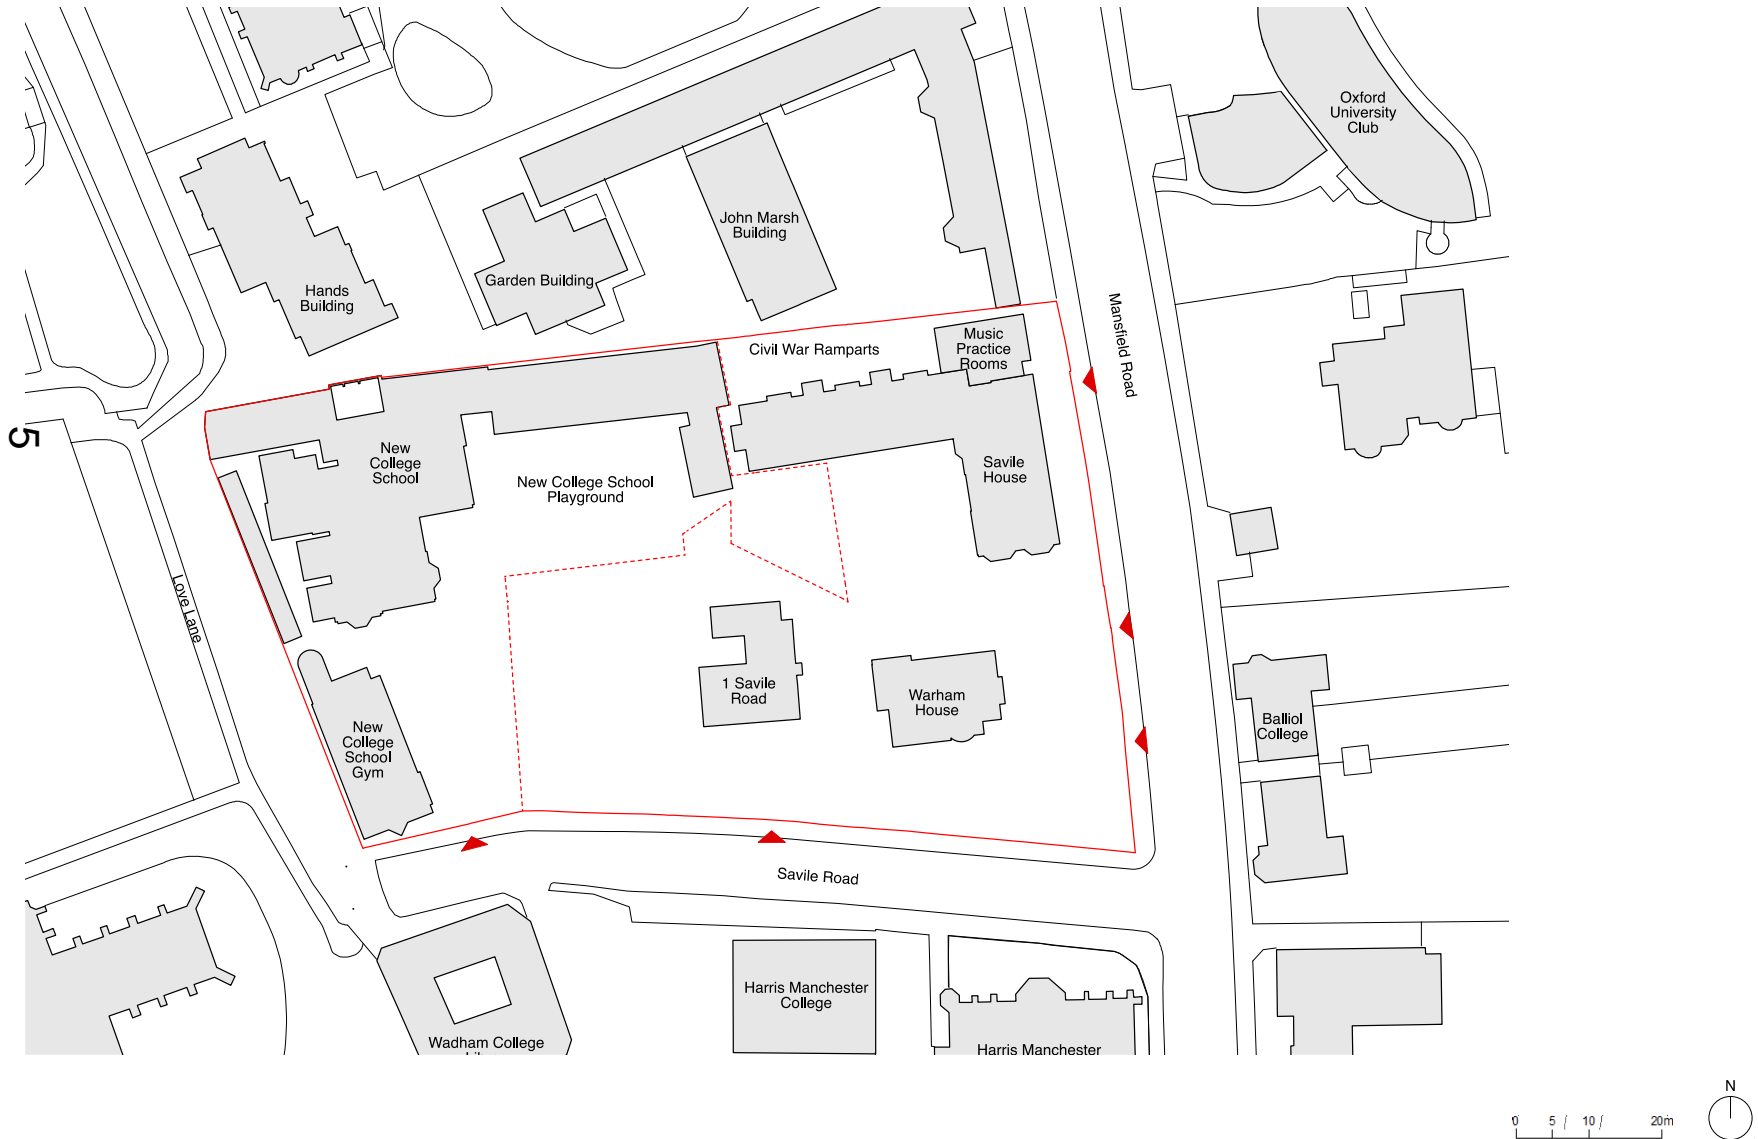 Oxford
University
Club
John Marsh
Building
Garden Building
Hands
Building
Mansfield Road
Music
Practice
Rooms
Civil War Ramparts
5
New
College
School
New College School
Playground
Savile
House
Love Lane
1 Savile
Road
Warham
House
New
College
School
Gym
Balliol
College
Savile Road
Harris Manchester
College
Wadham College
Harris Manchester
N
0 5 10 20m